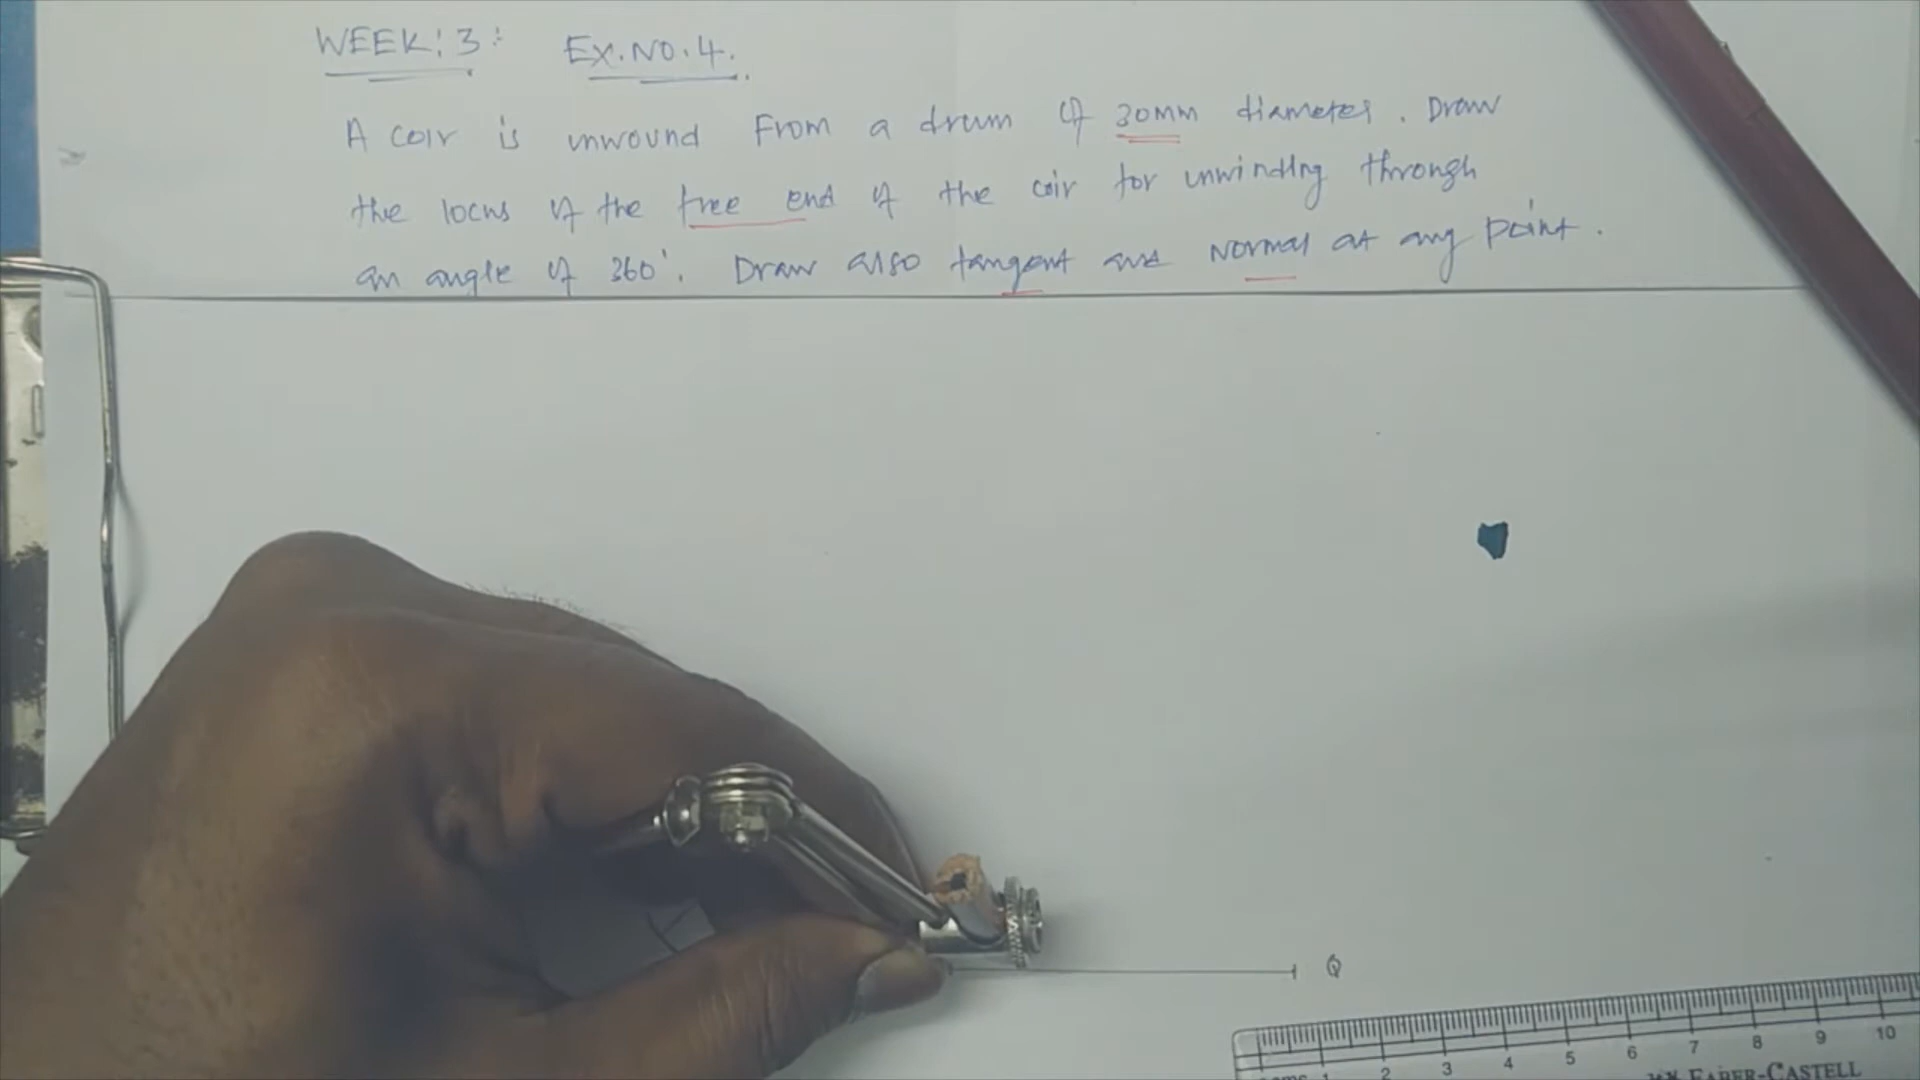 WEEK: 3: Ex.No.4.
A coir is unwound From a drum of 30mm diameter. Draw
the locus of the free end of the coir for unwinding through
an angle of 360°. Draw also tangent and Normal at any point.
Q
1 2 3 4 5 6 7 8 9 10
FABER-CASTELL